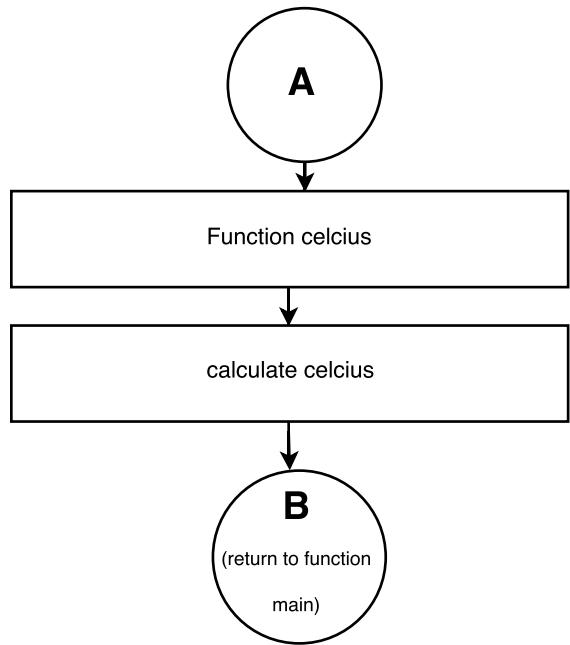 A
Function celcius
calculate celcius
B
(return to function
main)